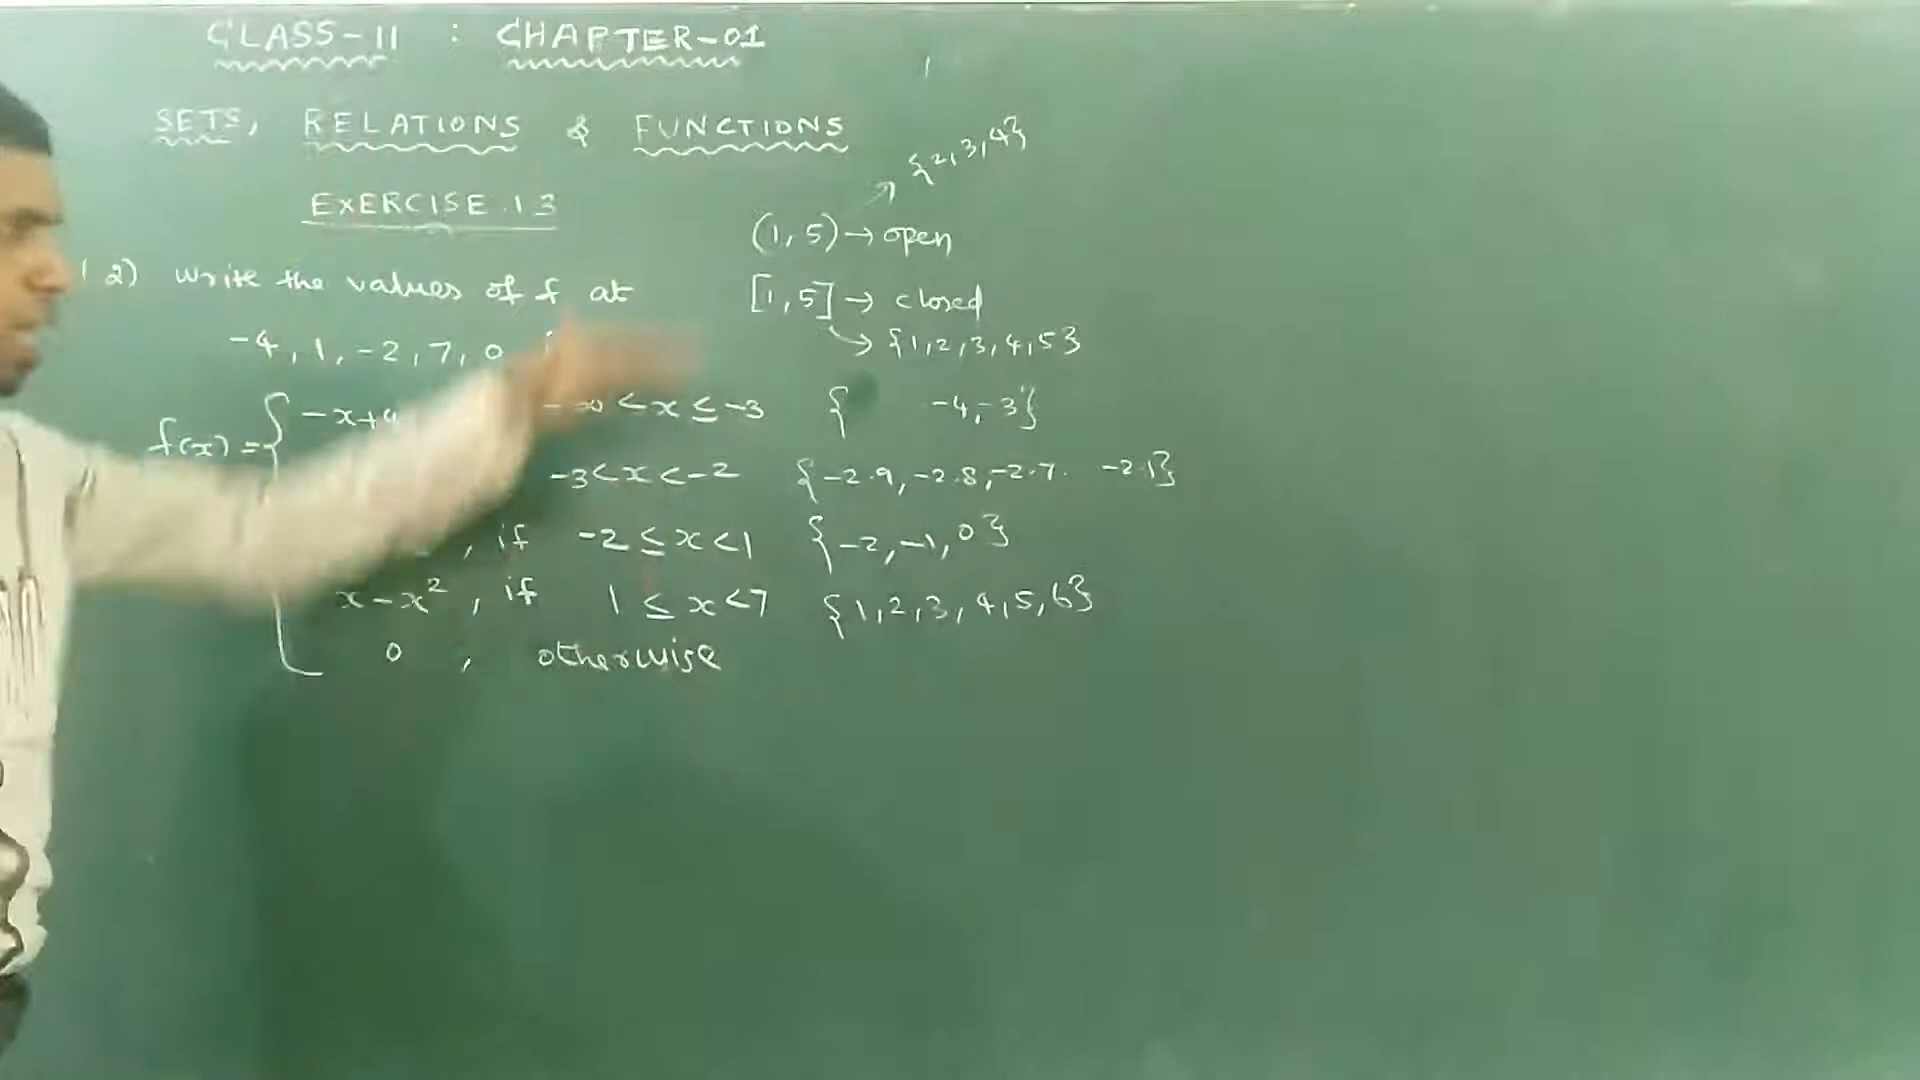 CLASS-11 : CHAPTER-01
SETS, RELATIONS & FUNCTIONS
EXERCISE.1 3
2) write the values of f at
-4, 1, -2, 7, 0
(1, 5) → open
{2, 3, 4}
[1, 5] → closed
→ {1, 2, 3, 4, 5}
f(x) = { -x+4
-∞ < x ≤ -3 { -4, -3}
-3 < x < -2 {-2.9, -2.8, -2.7. -2.1}
, if -2 ≤ x < 1 {-2, -1, 0}
x - x², if 1 ≤ x < 7 {1, 2, 3, 4, 5, 6}
0 , otherwise